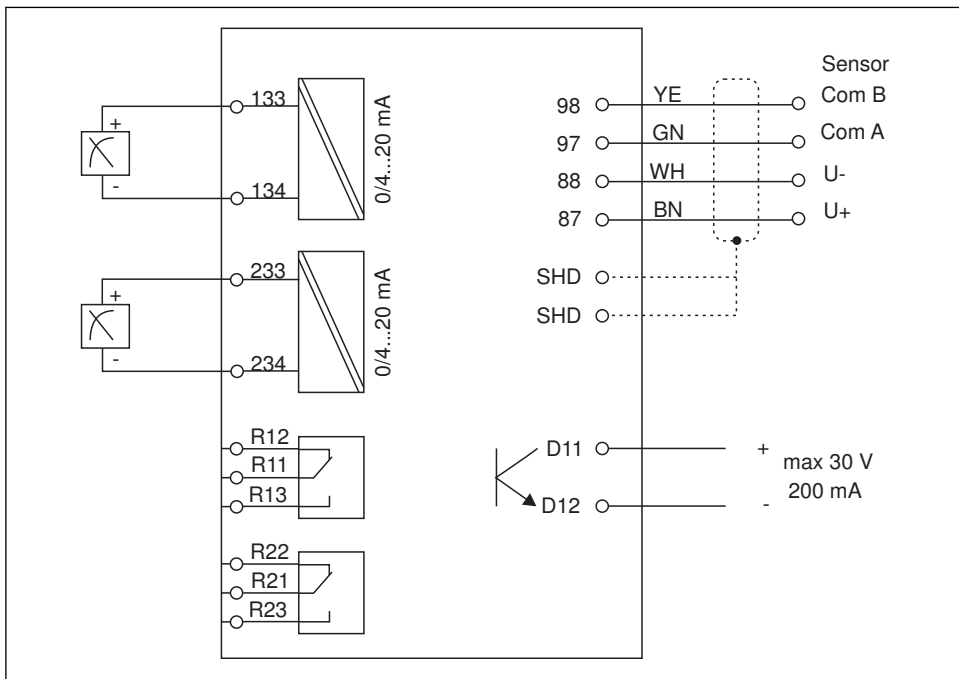 133
+
-
134
0/4...20 mA
233
+
-
234
0/4...20 mA
R12
R11
R13
R22
R21
R23
Sensor
98 YE Com B
97 GN Com A
88 WH U-
87 BN U+
SHD
SHD
D11 +
max 30 V
200 mA
D12 -